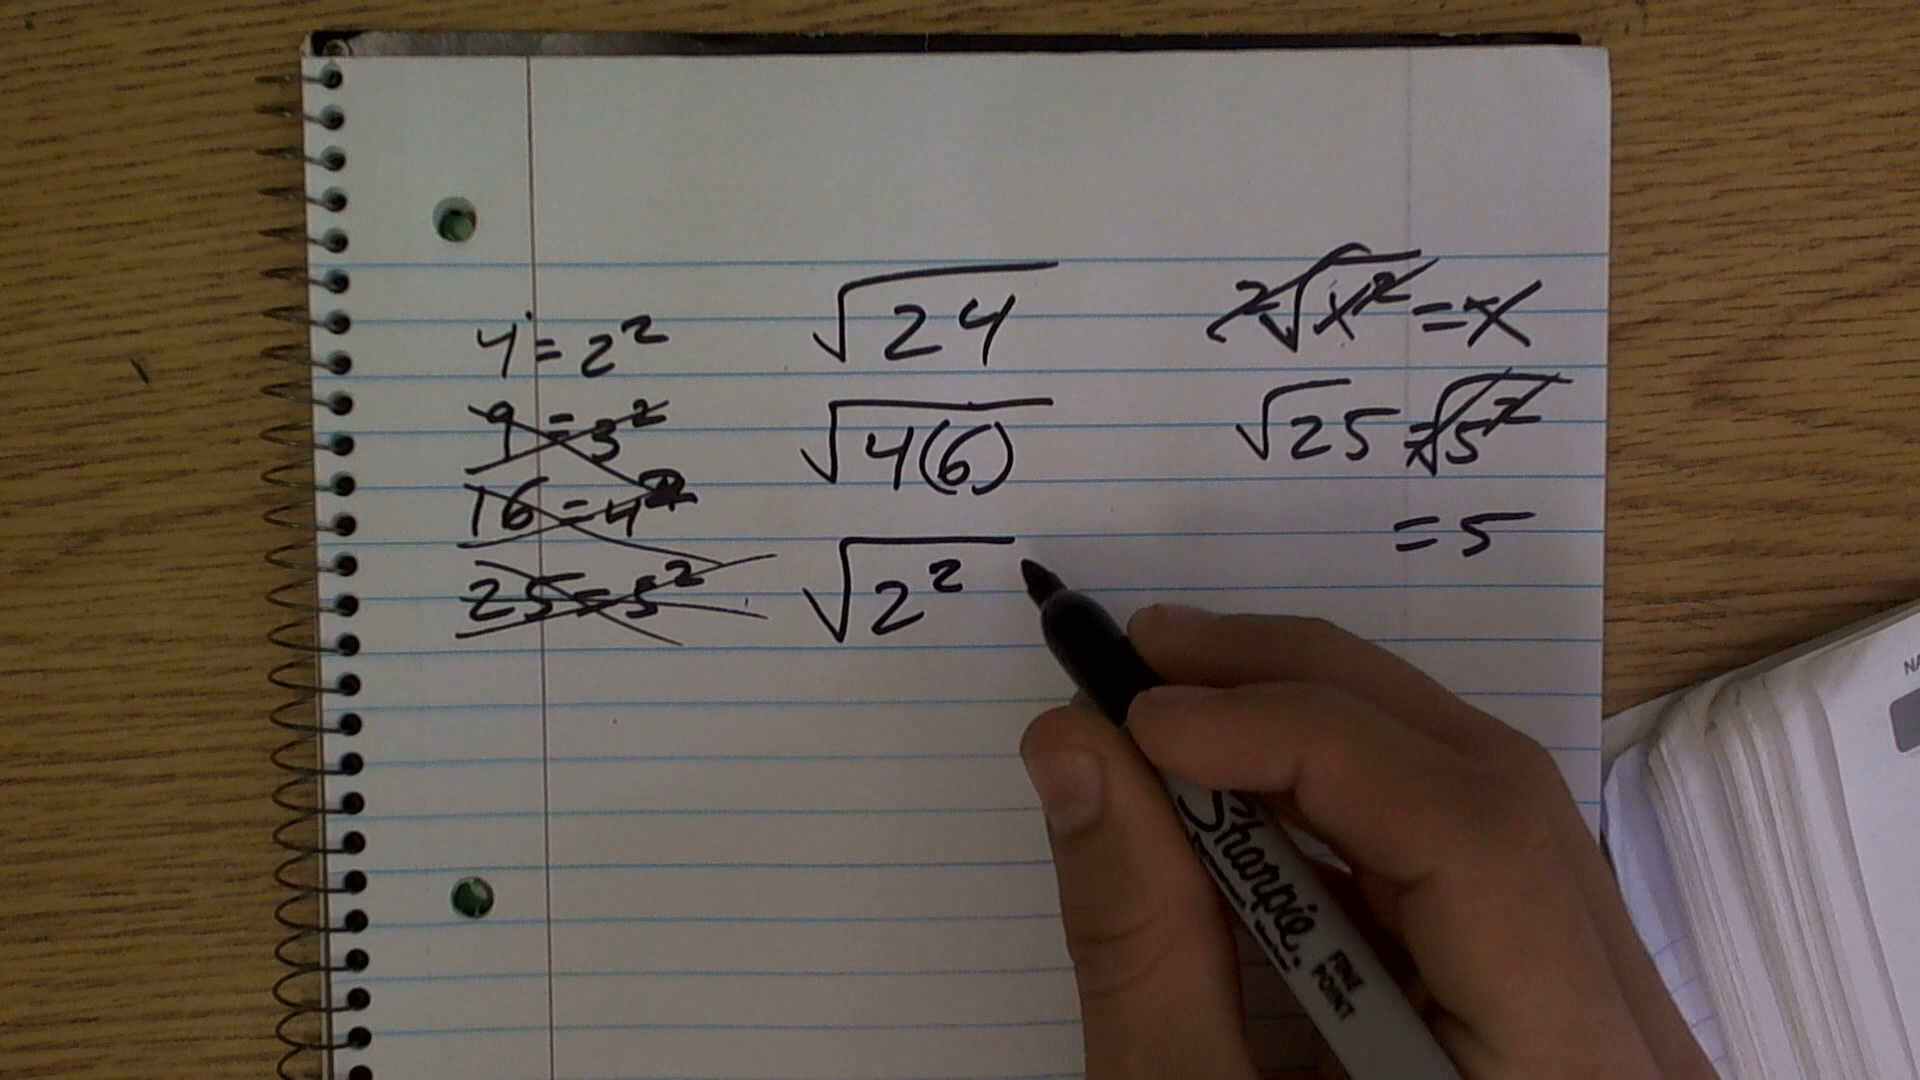 4 = 2²
9 = 3²
16 = 4²
25 = 5²
√24
√4(6)
√2²
²√x² = x
√25 = √5²
= 5
Sharpie.
FINE
POINT
NA